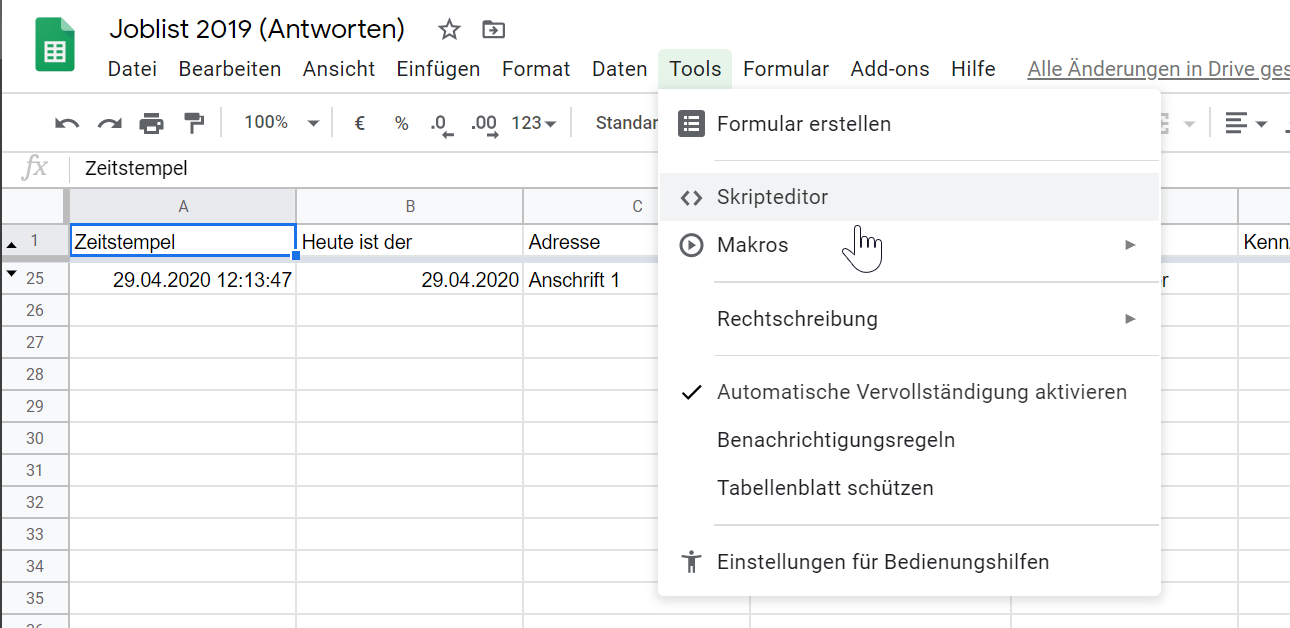 Joblist 2019 (Antworten)
Datei Bearbeiten Ansicht Einfügen Format Daten Tools Formular Add-ons Hilfe Alle Änderungen in Drive ges
100% € % .0 .00 123 Standar
fx Zeitstempel
A B C
1 Zeitstempel Heute ist der Adresse Kenn
25 29.04.2020 12:13:47 29.04.2020 Anschrift 1 r
26
27
28
29
30
31
32
33
34
35
Formular erstellen
Skripteditor
Makros
Rechtschreibung
Automatische Vervollständigung aktivieren
Benachrichtigungsregeln
Tabellenblatt schützen
Einstellungen für Bedienungshilfen